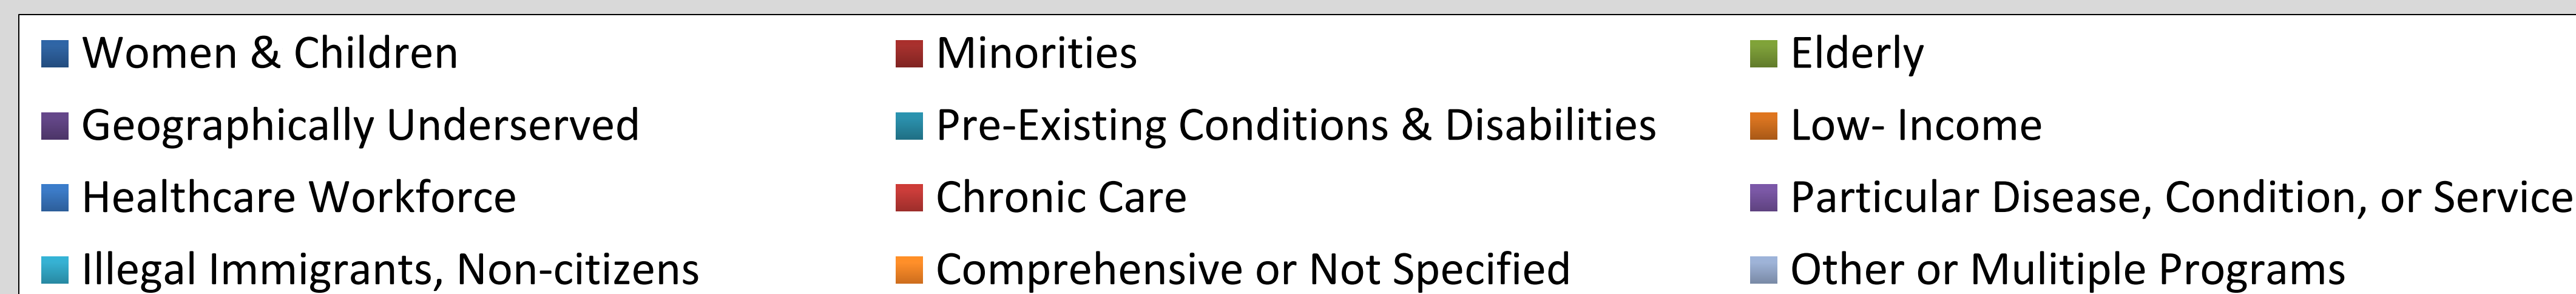 Women & Children
Minorities
Elderly
Geographically Underserved
Pre-Existing Conditions & Disabilities
Low- Income
Healthcare Workforce
Chronic Care
Particular Disease, Condition, or Service
Illegal Immigrants, Non-citizens
Comprehensive or Not Specified
Other or Mulitiple Programs